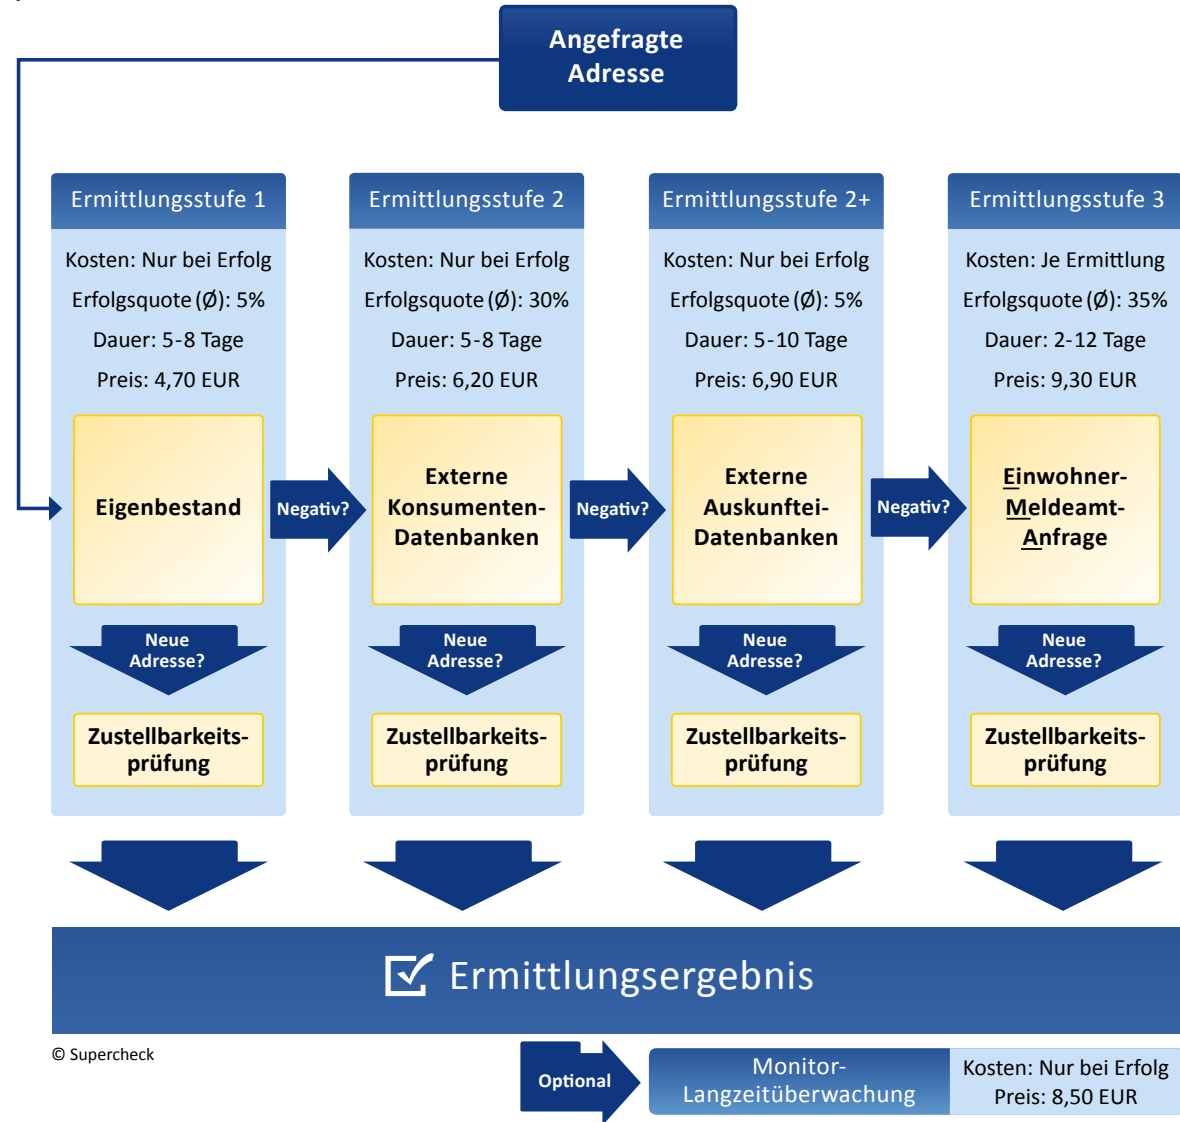 Angefragte
Adresse
Ermittlungsstufe 1
Kosten: Nur bei Erfolg
Erfolgsquote (Ø): 5%
Dauer: 5-8 Tage
Preis: 4,70 EUR
Eigenbestand
Negativ?
Neue
Adresse?
Zustellbarkeits-
prüfung
Ermittlungsstufe 2
Kosten: Nur bei Erfolg
Erfolgsquote (Ø): 30%
Dauer: 5-8 Tage
Preis: 6,20 EUR
Externe
Konsumenten-
Datenbanken
Negativ?
Neue
Adresse?
Zustellbarkeits-
prüfung
Ermittlungsstufe 2+
Kosten: Nur bei Erfolg
Erfolgsquote (Ø): 5%
Dauer: 5-10 Tage
Preis: 6,90 EUR
Externe
Auskunftei-
Datenbanken
Negativ?
Neue
Adresse?
Zustellbarkeits-
prüfung
Ermittlungsstufe 3
Kosten: Je Ermittlung
Erfolgsquote (Ø): 35%
Dauer: 2-12 Tage
Preis: 9,30 EUR
Einwohner-
Meldeamt-
Anfrage
Neue
Adresse?
Zustellbarkeits-
prüfung
Ermittlungsergebnis
© Supercheck
Optional
Monitor-
Langzeitüberwachung
Kosten: Nur bei Erfolg
Preis: 8,50 EUR